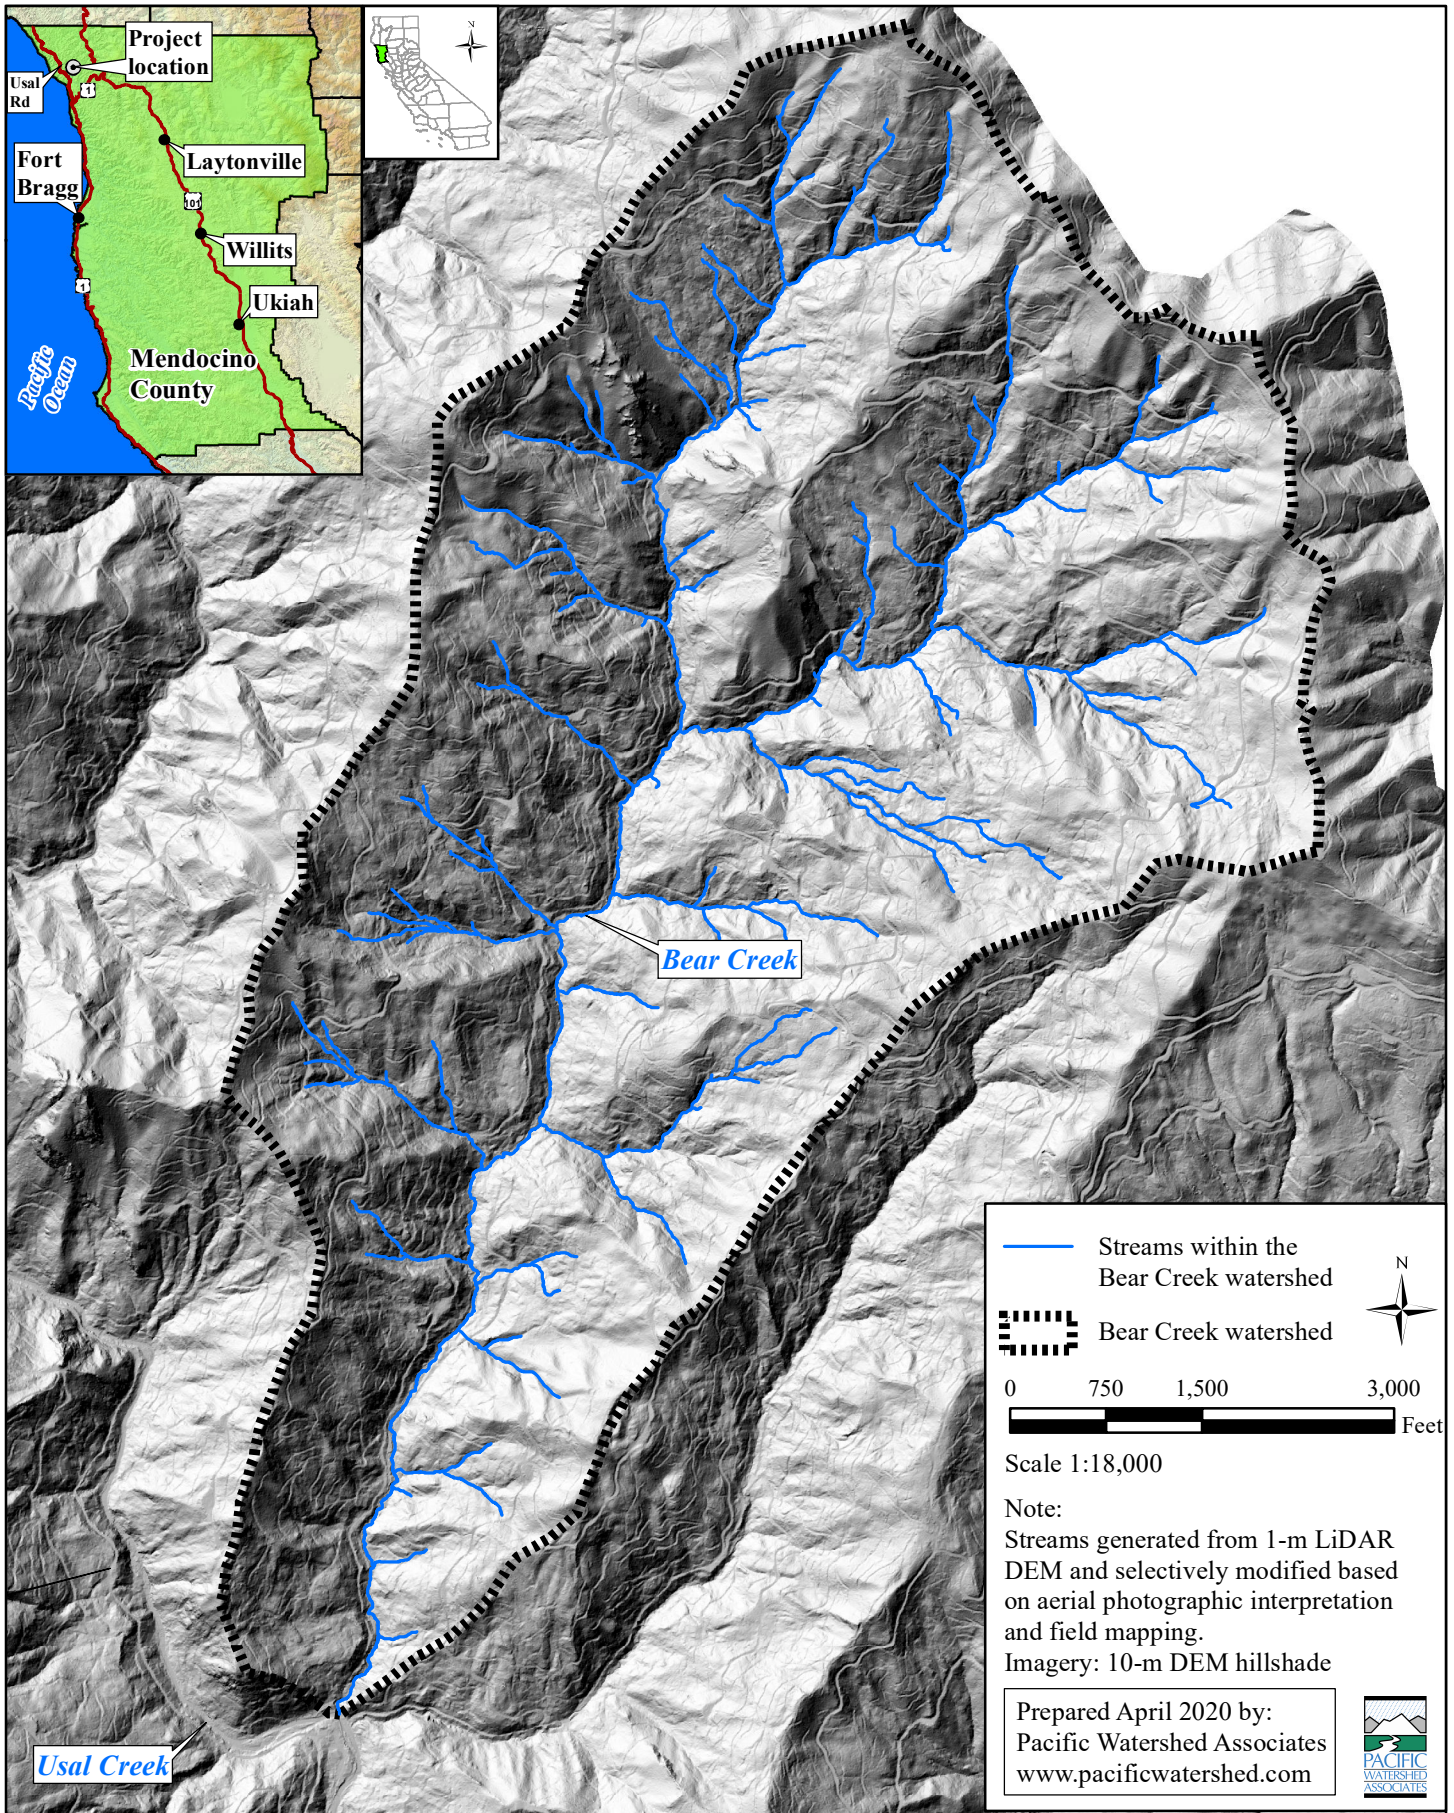 Project
location
Usal
Rd
1
Laytonville
Fort
Bragg
101
Willits
1
Ukiah
Mendocino
County
Pacific
Ocean
N
Bear Creek
Usal Creek
Streams within the
Bear Creek watershed
N
Bear Creek watershed
0 750 1,500 3,000
Feet
Scale 1:18,000
Note:
Streams generated from 1-m LiDAR
DEM and selectively modified based
on aerial photographic interpretation
and field mapping.
Imagery: 10-m DEM hillshade
Prepared April 2020 by:
Pacific Watershed Associates
www.pacificwatershed.com
PACIFIC
WATERSHED
ASSOCIATES